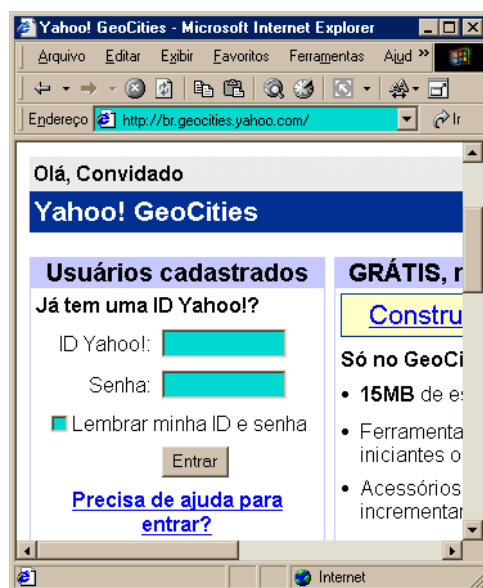 Yahoo! GeoCities - Microsoft Internet Explorer
Arquivo Editar Exibir Favoritos Ferramentas Ajud »
Endereço http://br.geocities.yahoo.com/ Ir
Olá, Convidado
Yahoo! GeoCities
Usuários cadastrados
Já tem uma ID Yahoo!?
ID Yahoo!:
Senha:
Lembrar minha ID e senha
Entrar
Precisa de ajuda para
entrar?
GRÁTIS,
Constru
Só no GeoCi
• 15MB de es
• Ferramenta
iniciantes o
• Acessórios
incrementar
Internet